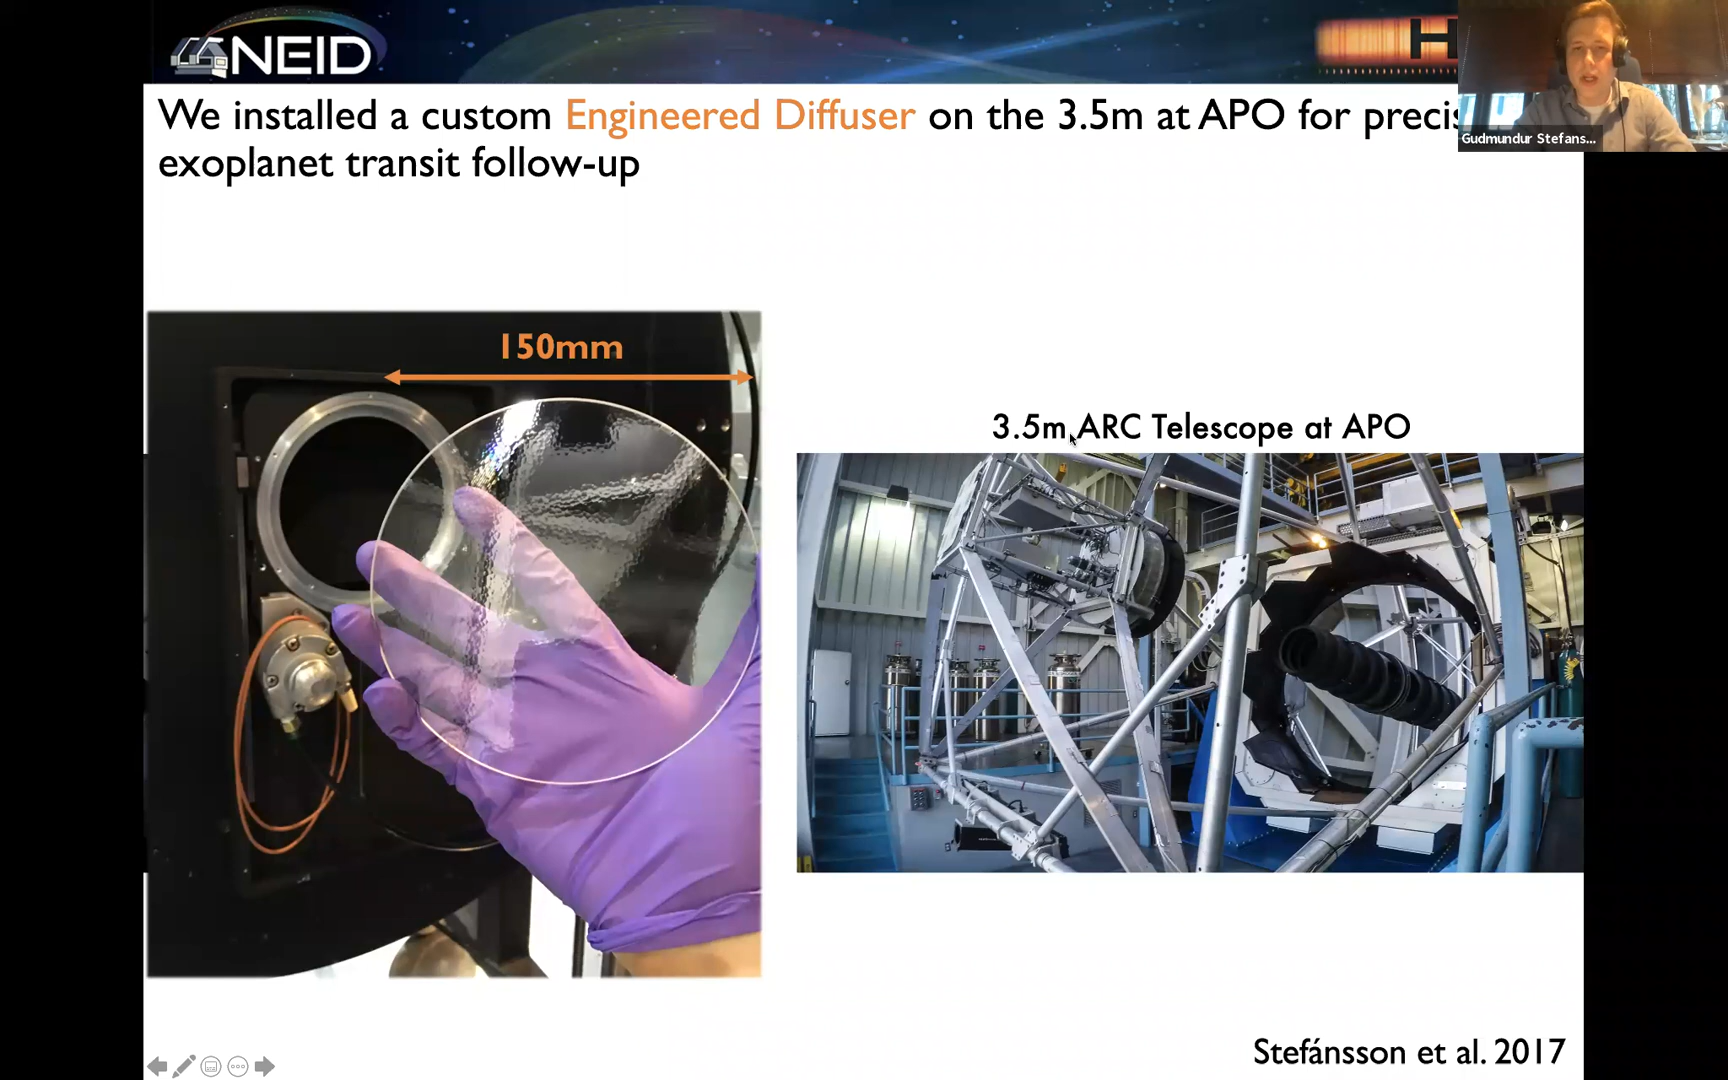 NEID
H
We installed a custom Engineered Diffuser on the 3.5m at APO for precis
exoplanet transit follow-up
Gudmundur Stefans...
150mm
3.5m ARC Telescope at APO
Stefánsson et al. 2017